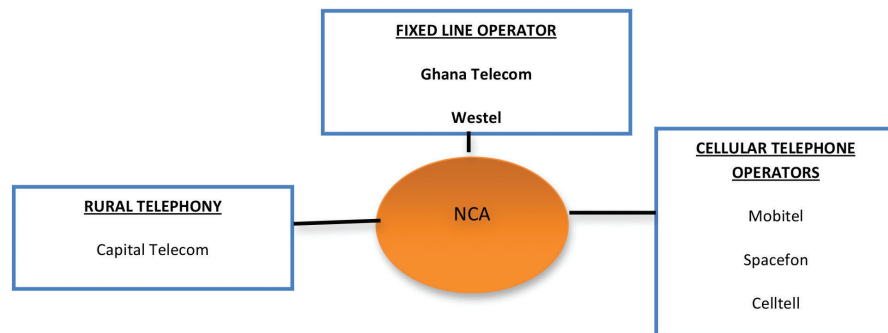 FIXED LINE OPERATOR
Ghana Telecom
Westel
CELLULAR TELEPHONE
OPERATORS
Mobitel
Spacefon
Celltell
RURAL TELEPHONY
Capital Telecom
NCA